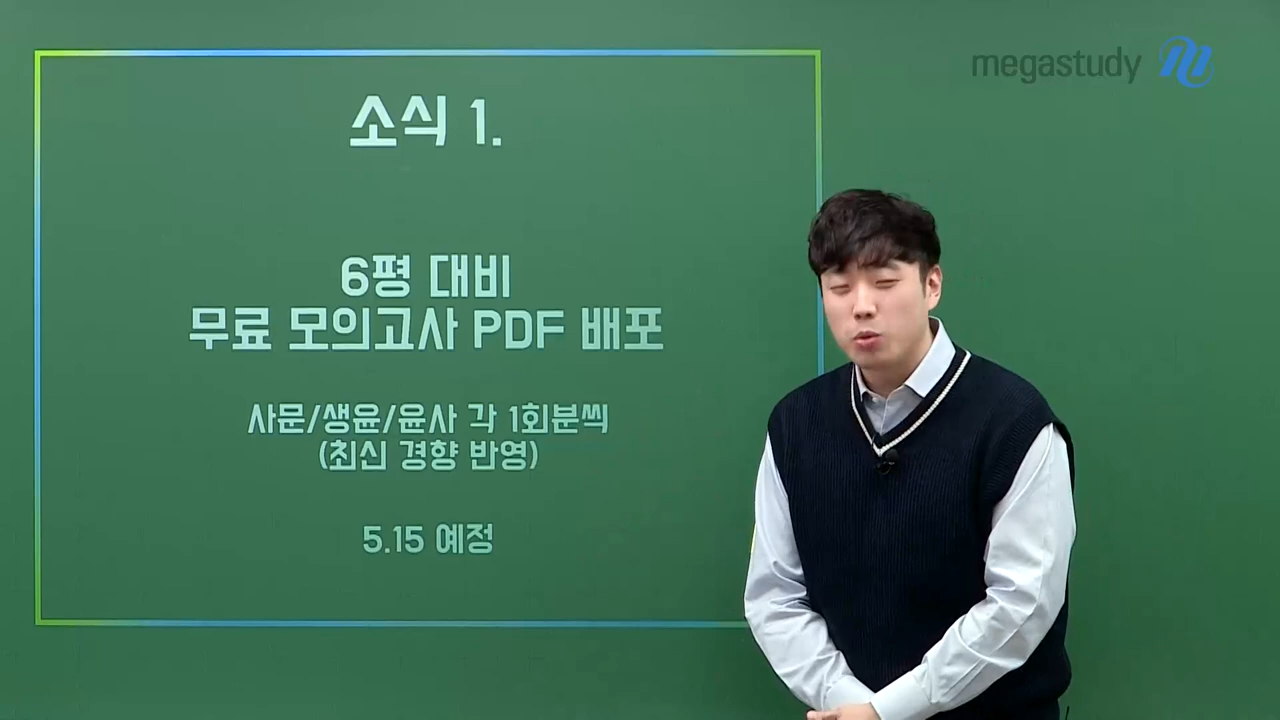 megastudy
소식 1.
6평 대비
무료 모의고사 PDF 배포
사문/생윤/윤사 각 1회분씩
(최신 경향 반영)
5.15 예정